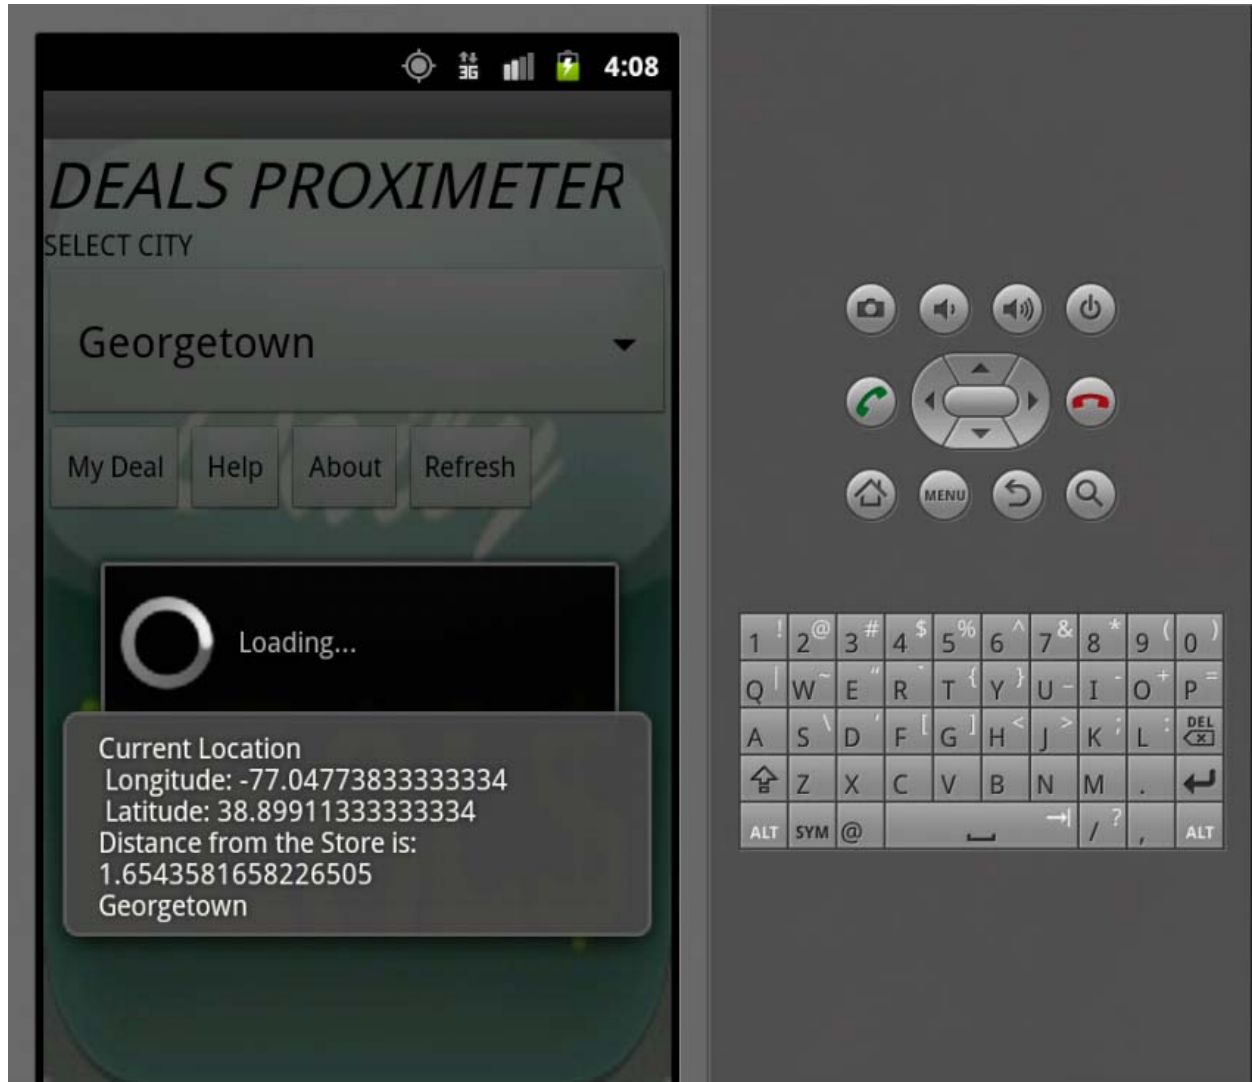 3G 4:08
DEALS PROXIMETER
SELECT CITY
Georgetown
My Deal Help About Refresh
Loading...
Current Location
Longitude: -77.04773833333334
Latitude: 38.89911333333334
Distance from the Store is:
1.6543581658226505
Georgetown
MENU
1 ! 2 @ 3 # 4 $ 5 % 6 ^ 7 & 8 * 9 ( 0 )
Q | W ~ E " R ` T { Y } U _ I - O + P =
A S \ D ' F [ G ] H < J > K ; L : DEL
Z X C V B N M .
ALT SYM @ / ? , ALT